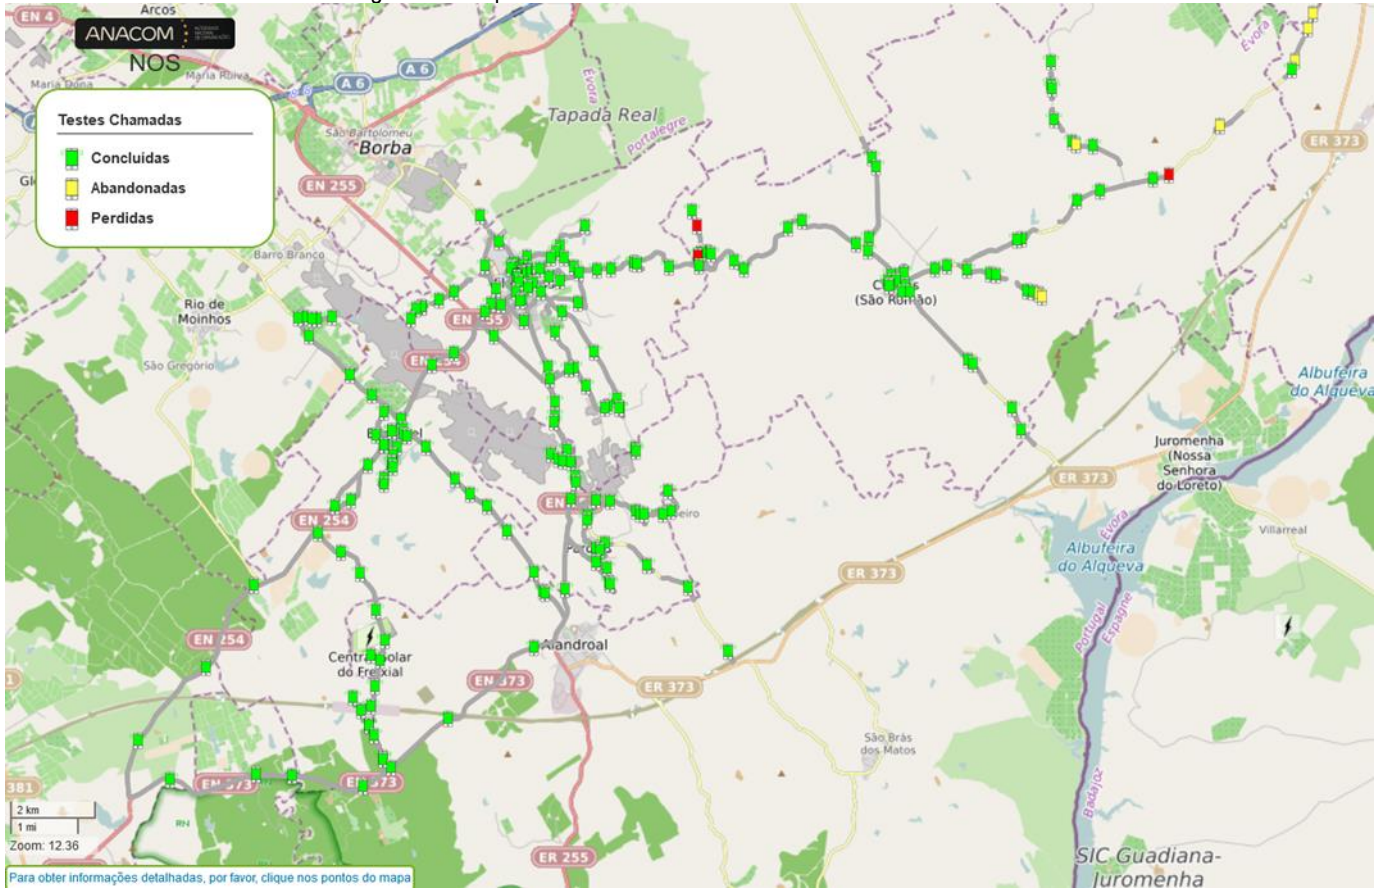 EN 4
Arcos
ANACOM
NOS
Maria Ruiva
A 6
A 6
Évora
Évora
Tapada Real
Portalegre
São Bartolomeu
Borba
ER 373
Testes Chamadas
Concluídas
Abandonadas
Perdidas
EN 255
Barro Branco
Rio de
Moinhos
São Gregório
(São Romão)
Albufeira
do Alqueva
Juromenha
(Nossa
Senhora
do Loreto)
ER 373
EN 254
Villarreal
Évora
Albufeira
do Alqueva
ER 373
Portugal
Espagne
EN 254
Alandroal
do Freixial
EN 373
ER 373
São Brás
dos Matos
Badajoz
381
2 km
1 mi
RN
Zoom: 12.36
ER 255
SIC Guadiana-
Juromenha
Para obter informações detalhadas, por favor, clique nos pontos do mapa